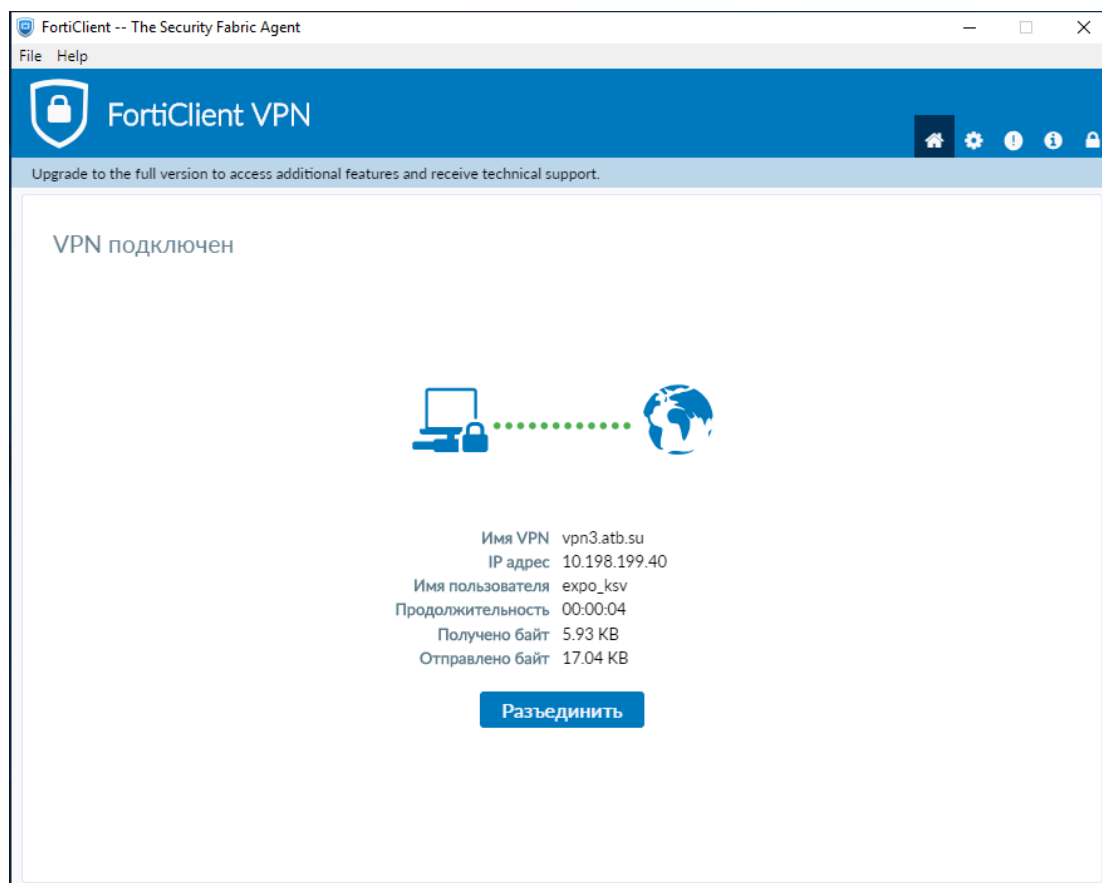 FortiClient -- The Security Fabric Agent
File Help
FortiClient VPN
Upgrade to the full version to access additional features and receive technical support.
VPN подключен
Имя VPN vpn3.atb.su
IP адрес 10.198.199.40
Имя пользователя expo_ksv
Продолжительность 00:00:04
Получено байт 5.93 KB
Отправлено байт 17.04 KB
Разъединить